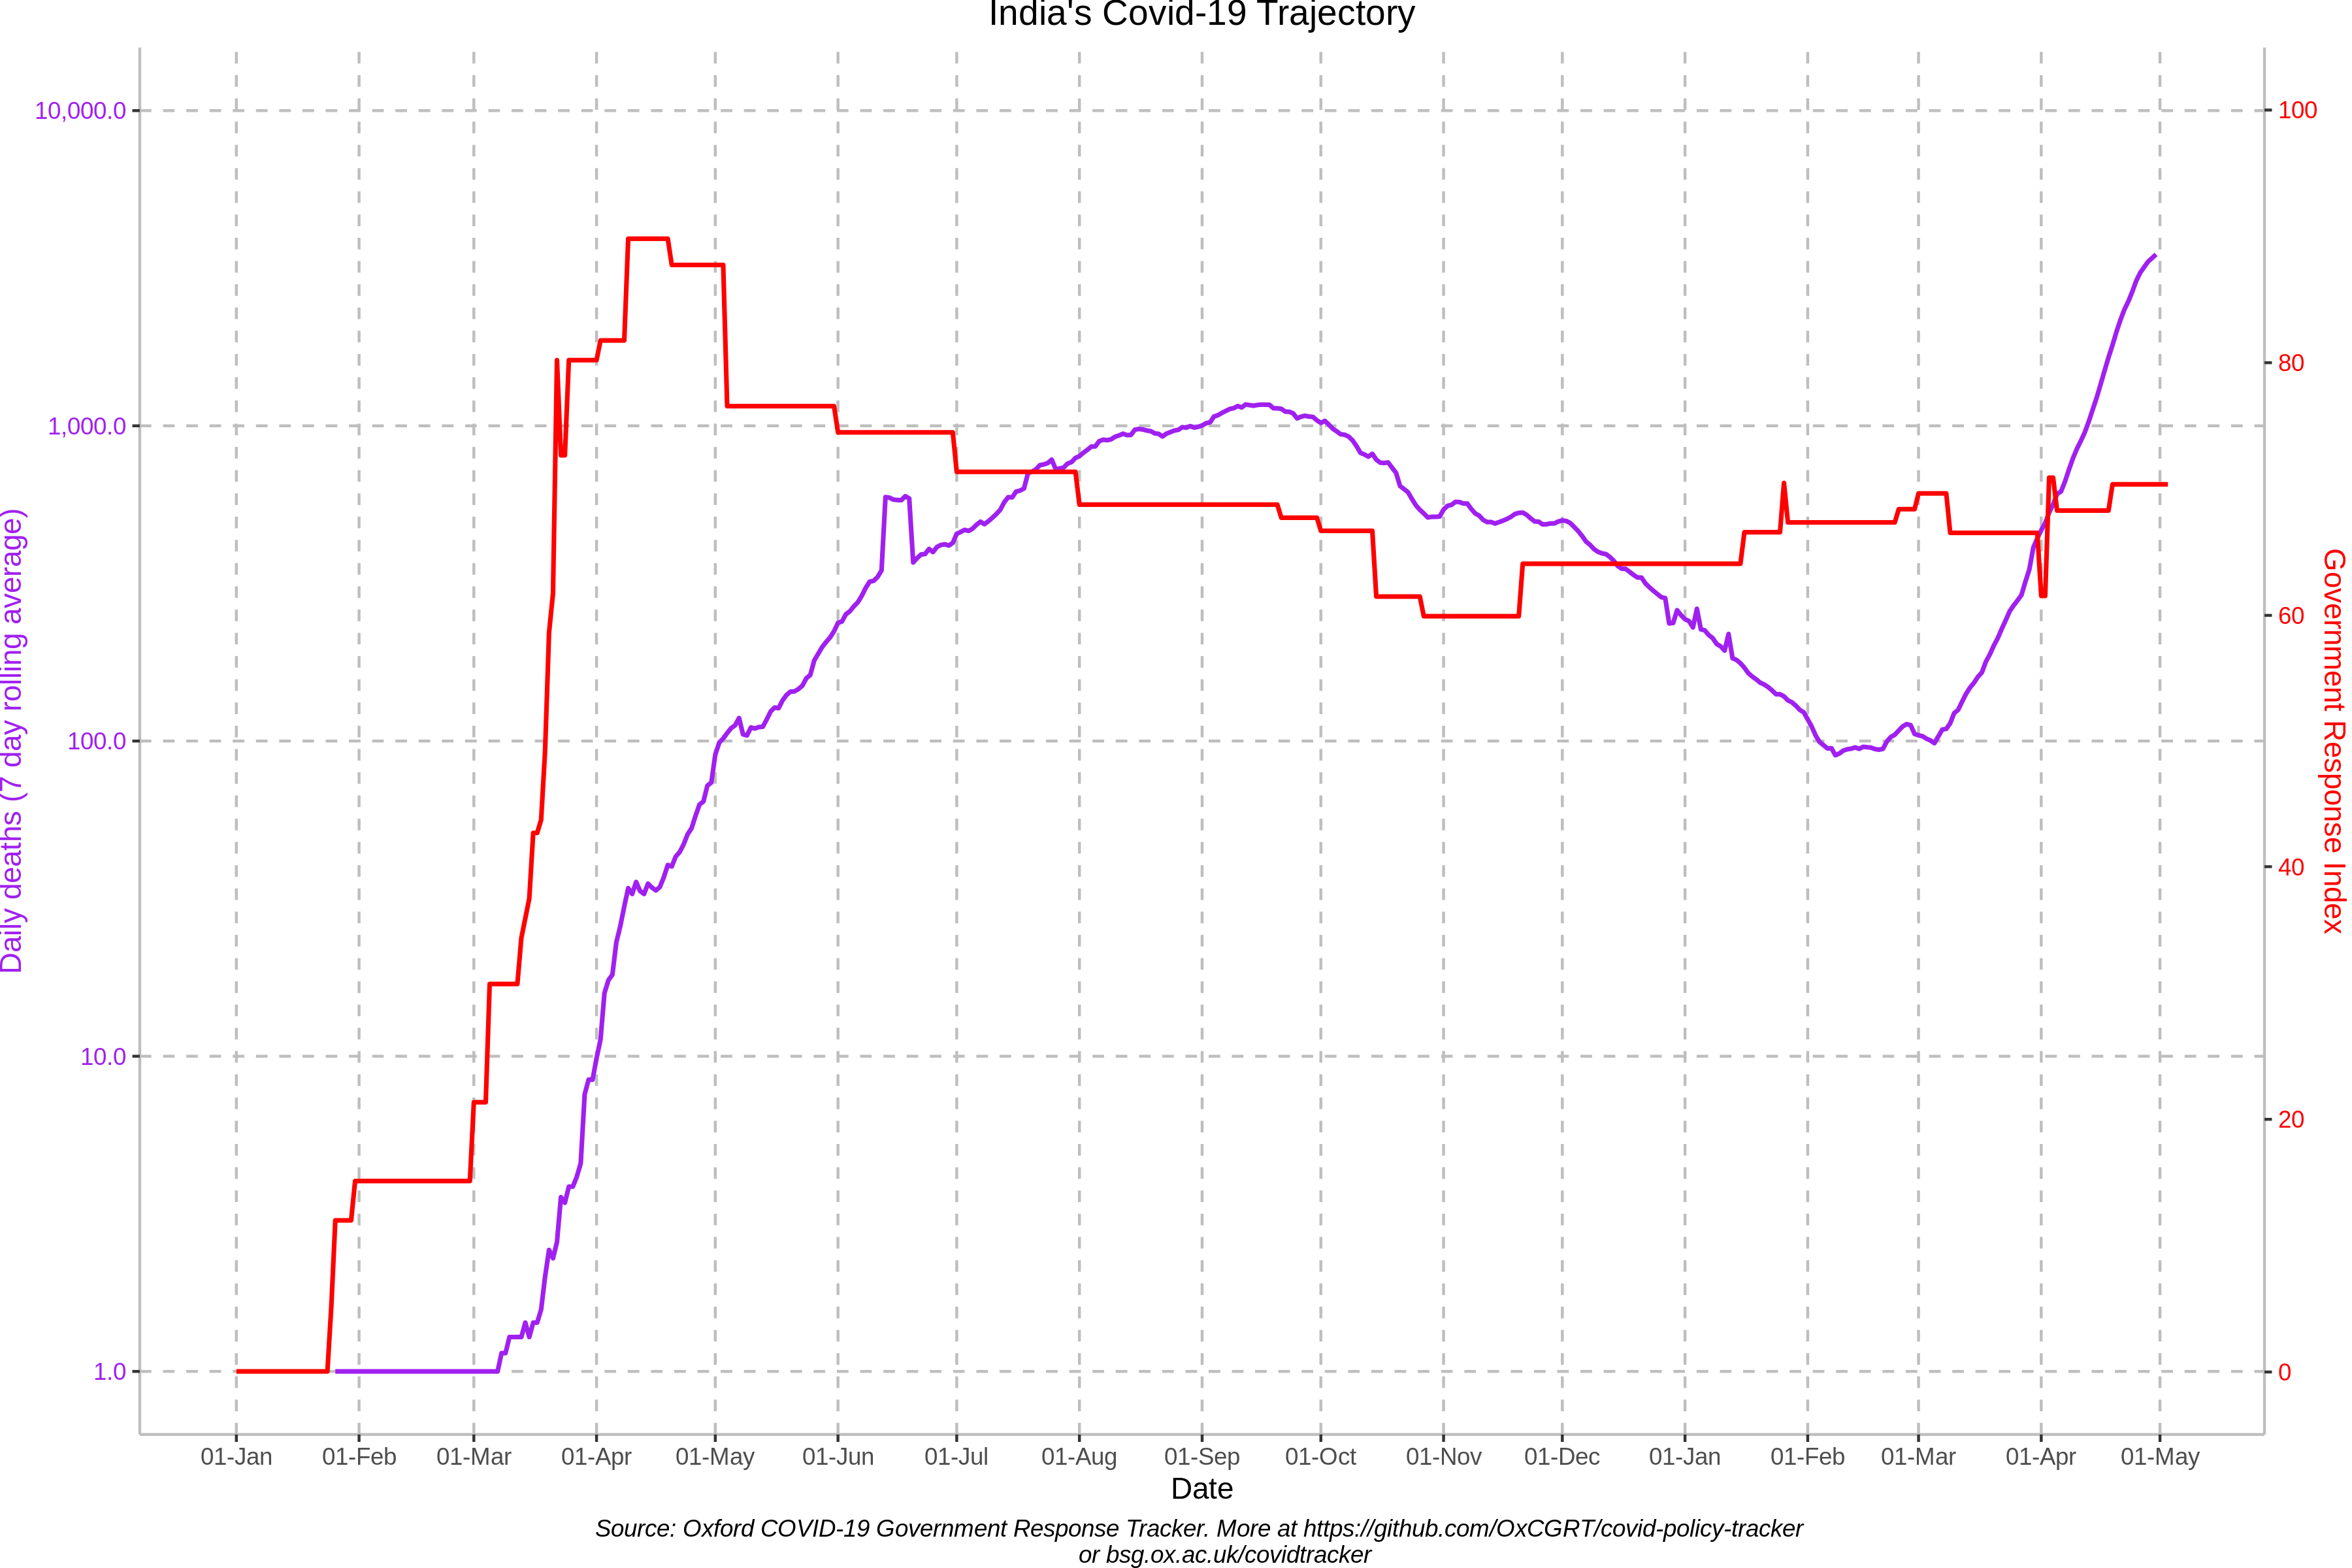 India's Covid-19 Trajectory
10,000.0
1,000.0
100.0
10.0
1.0
Daily deaths (7 day rolling average)
100
80
60
40
20
0
Government Response Index
01-Jan 01-Feb 01-Mar 01-Apr 01-May 01-Jun 01-Jul 01-Aug 01-Sep 01-Oct 01-Nov 01-Dec 01-Jan 01-Feb 01-Mar 01-Apr 01-May
Date
Source: Oxford COVID-19 Government Response Tracker. More at https://github.com/OxCGRT/covid-policy-tracker
or bsg.ox.ac.uk/covidtracker